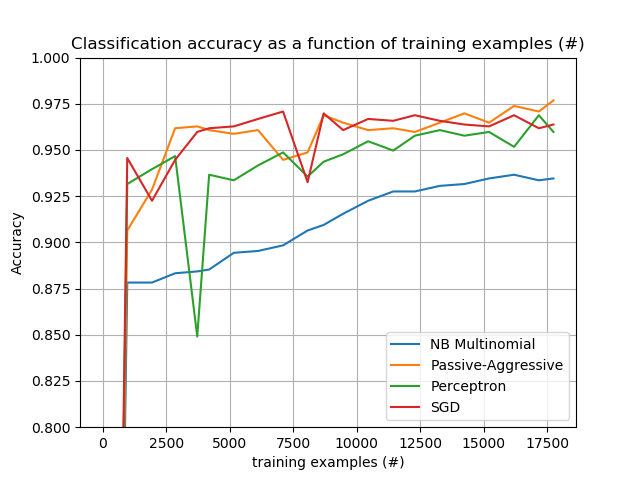 Classification accuracy as a function of training examples (#)
1.000
0.975
0.950
0.925
0.900
0.875
0.850
0.825
0.800
Accuracy
NB Multinomial
Passive-Aggressive
Perceptron
SGD
0 2500 5000 7500 10000 12500 15000 17500
training examples (#)